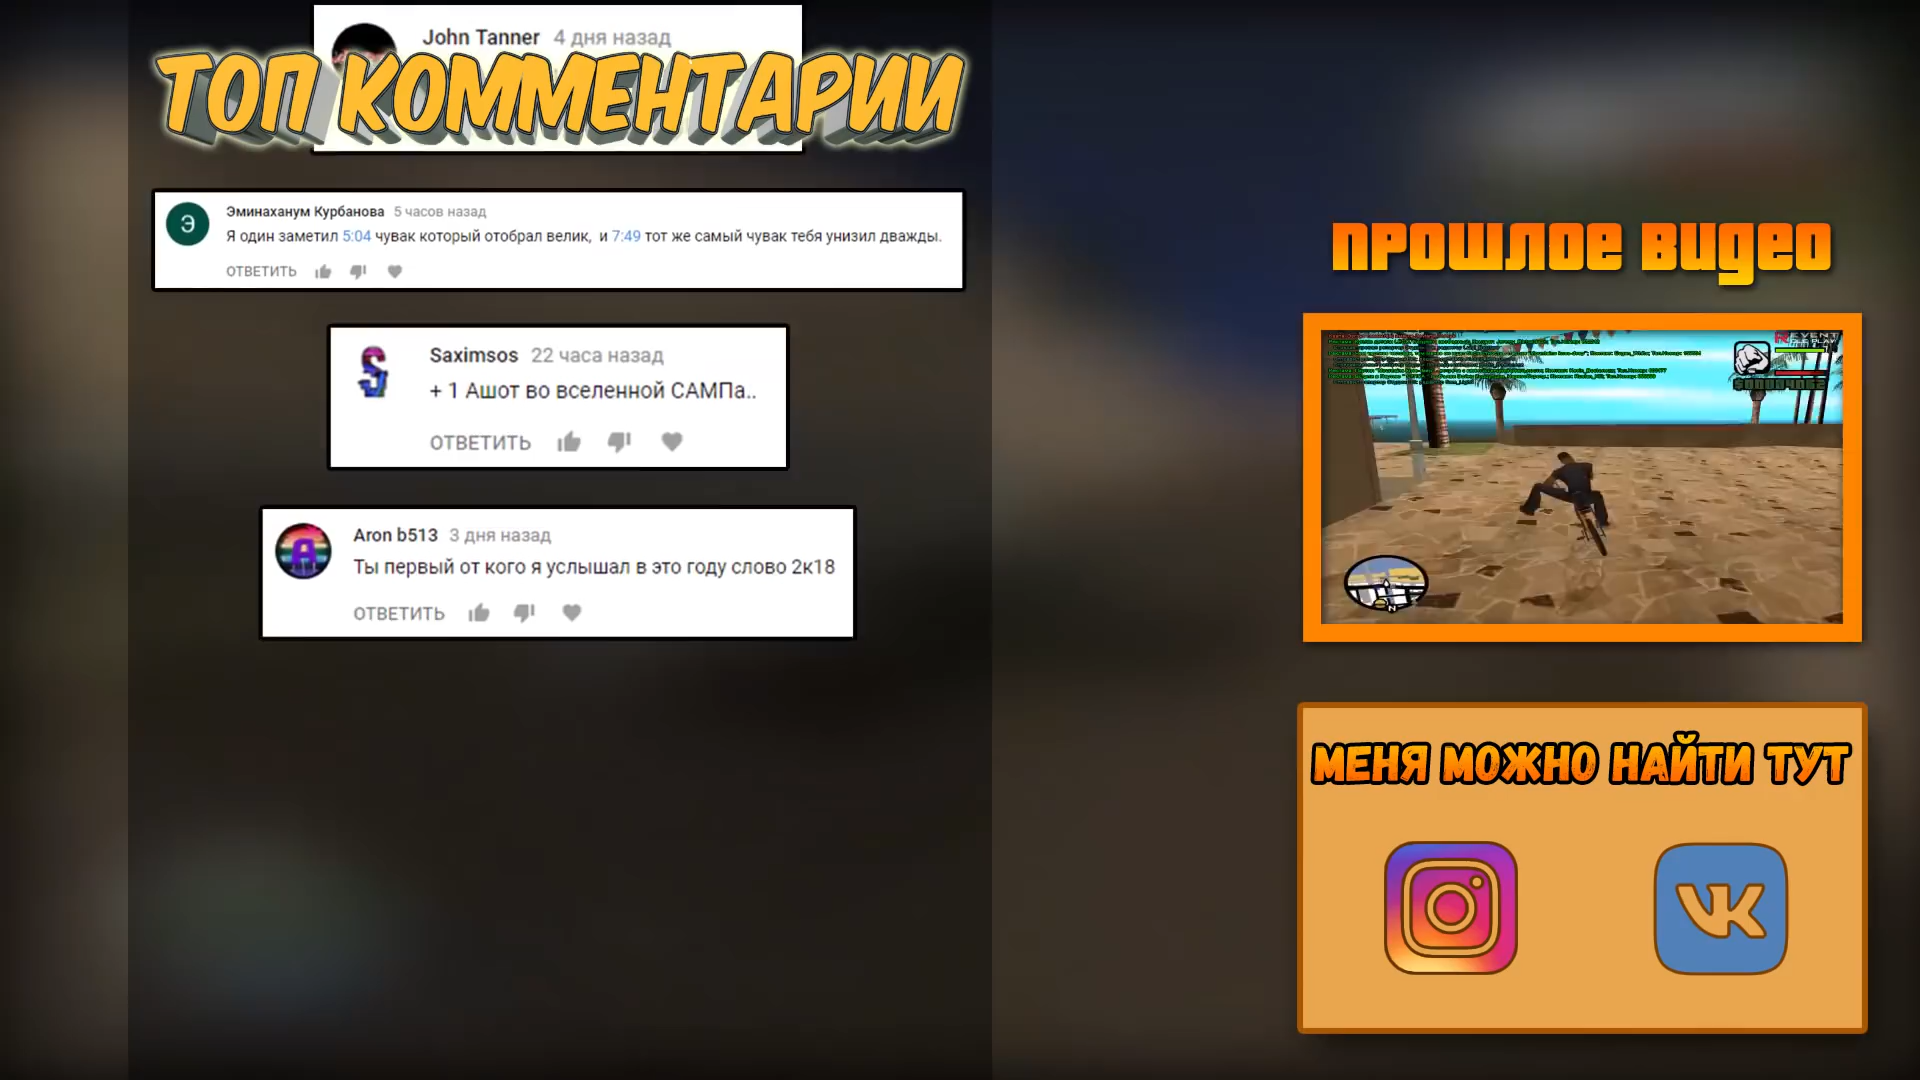 John Tanner 4 дня назад
ТОП КОММЕНТАРИИ
Э
Эминаханум Курбанова 5 часов назад
Я один заметил 5:04 чувак который отобрал велик, и 7:49 тот же самый чувак тебя унизил дважды.
ОТВЕТИТЬ
S
Saximsos 22 часа назад
+ 1 Ашот во вселенной САМПа..
ОТВЕТИТЬ
A
Aron b513 3 дня назад
Ты первый от кого я услышал в это году слово 2к18
ОТВЕТИТЬ
ПРОШЛОЕ ВИДЕО
EVENT
N
МЕНЯ МОЖНО НАЙТИ ТУТ
VK